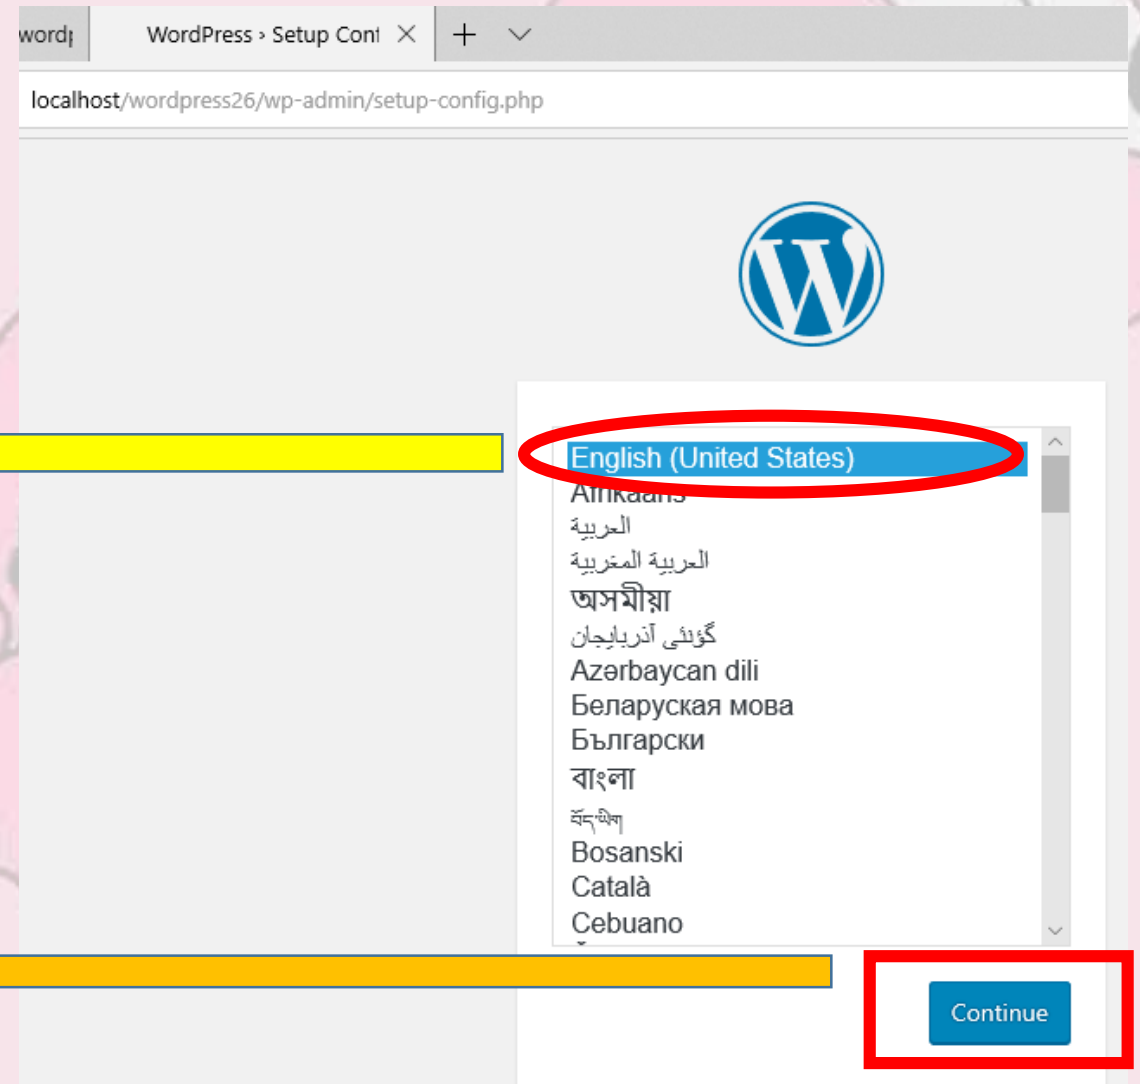 WordPress › Setup Conf
localhost/wordpress26/wp-admin/setup-config.php
English (United States)
Afrikaans
العربية
العربية المغربية
অসমীয়া
گؤنئی آذربایجان
Azərbaycan dili
Беларуская мова
Български
বাংলা
བོད་ཡིག
Bosanski
Català
Cebuano
Continue